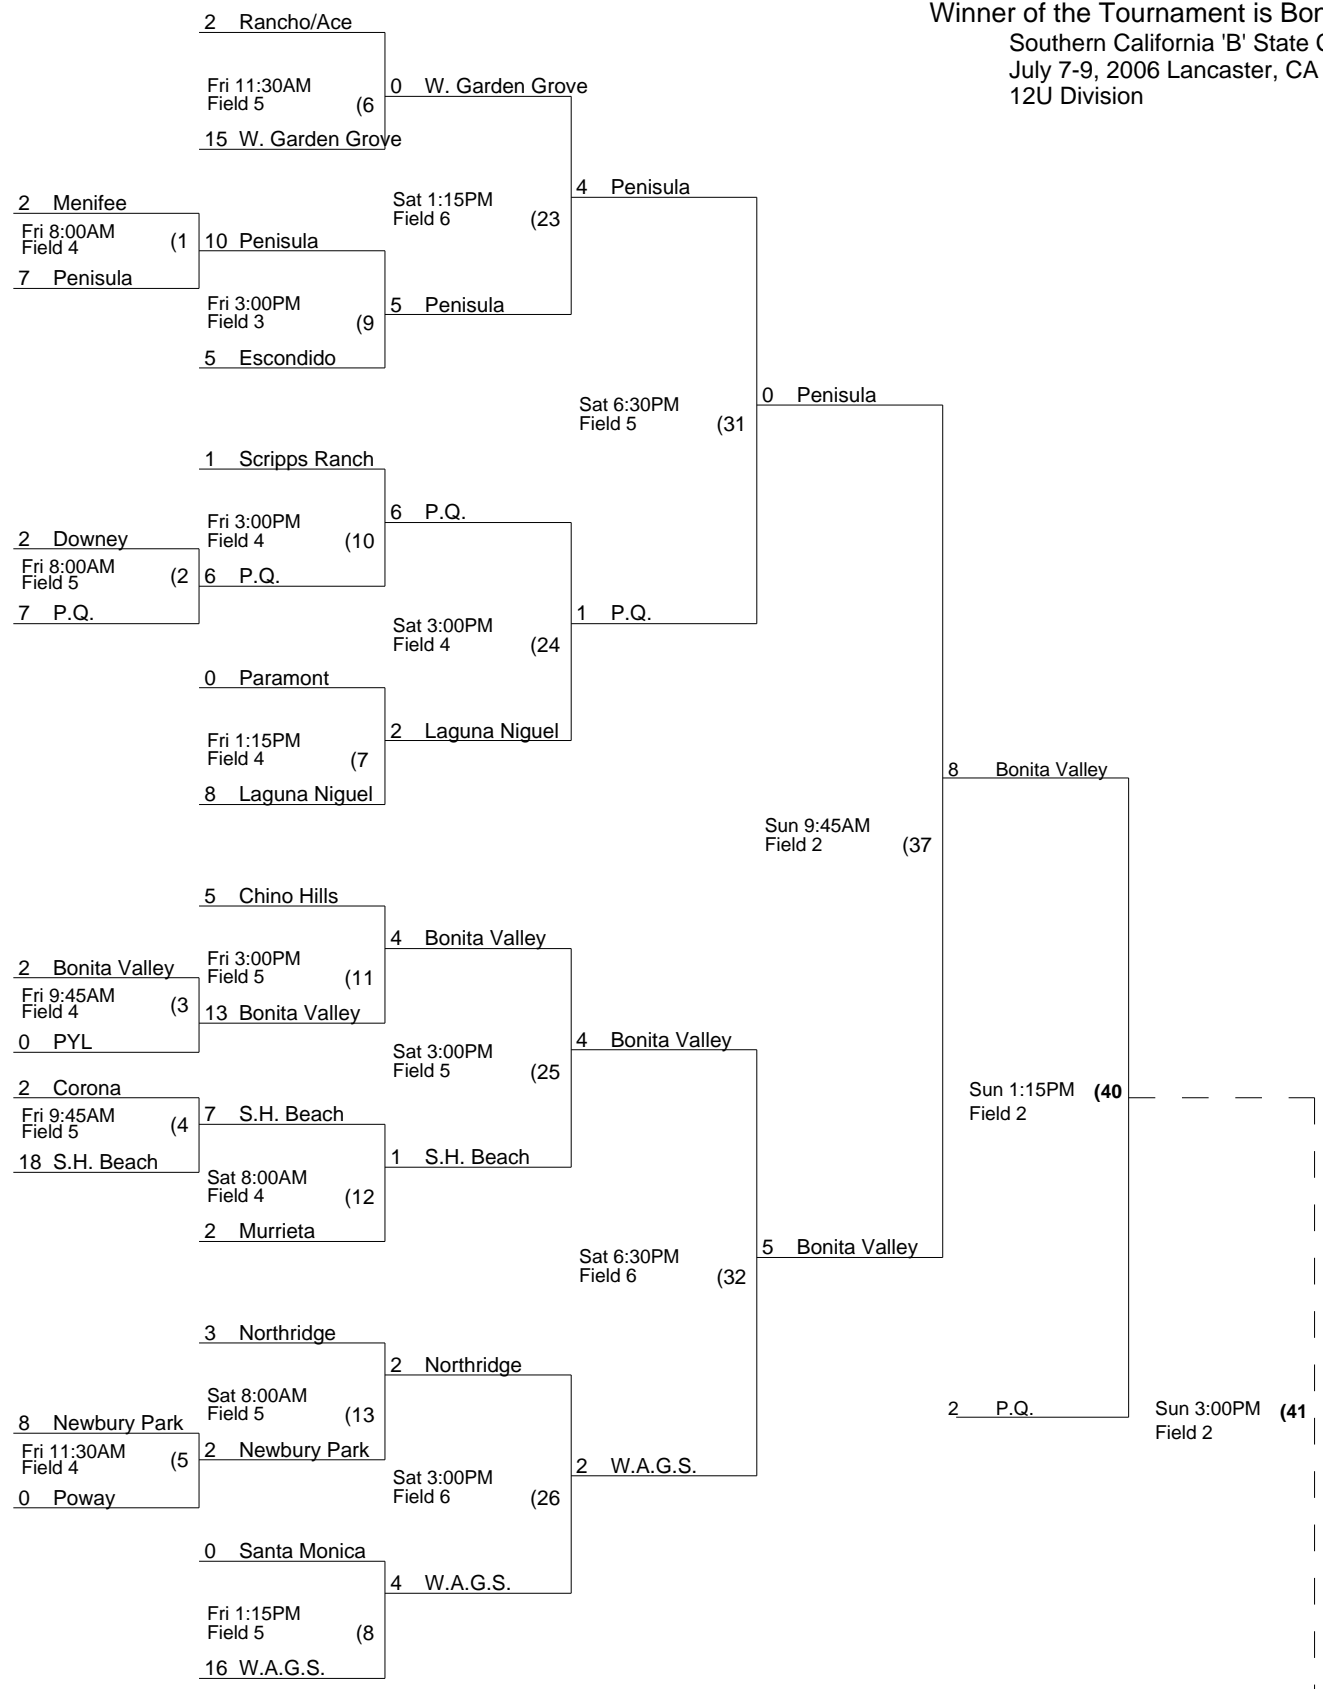 Winner of the Tournament is
Southern California 'B' State
July 7-9, 2006 Lancaster, CA
12U Division
2 Rancho/Ace
Fri 11:30AM
Field 5 (6
15 W. Garden Grove
0 W. Garden Grove
2 Menifee
Fri 8:00AM
Field 4 (1
7 Penisula
10 Penisula
Fri 3:00PM
Field 3 (9
5 Escondido
5 Penisula
Sat 1:15PM
Field 6 (23
4 Penisula
1 Scripps Ranch
Fri 3:00PM
Field 4 (10
2 Downey
Fri 8:00AM
Field 5 (2
7 P.Q.
6 P.Q.
6 P.Q.
Sat 3:00PM
Field 4 (24
0 Paramont
Fri 1:15PM
Field 4 (7
8 Laguna Niguel
2 Laguna Niguel
1 P.Q.
Sat 6:30PM
Field 5 (31
0 Penisula
5 Chino Hills
Fri 3:00PM
Field 5 (11
2 Bonita Valley
Fri 9:45AM
Field 4 (3
0 PYL
13 Bonita Valley
4 Bonita Valley
Sat 3:00PM
Field 5 (25
2 Corona
Fri 9:45AM
Field 5 (4
18 S.H. Beach
7 S.H. Beach
Sat 8:00AM
Field 4 (12
2 Murrieta
1 S.H. Beach
4 Bonita Valley
Sat 6:30PM
Field 6 (32
3 Northridge
Sat 8:00AM
Field 5 (13
8 Newbury Park
Fri 11:30AM
Field 4 (5
0 Poway
2 Newbury Park
2 Northridge
Sat 3:00PM
Field 6 (26
0 Santa Monica
Fri 1:15PM
Field 5 (8
16 W.A.G.S.
4 W.A.G.S.
2 W.A.G.S.
5 Bonita Valley
Sun 9:45AM
Field 2 (37
8 Bonita Valley
Sun 1:15PM (40
Field 2
2 P.Q.
Sun 3:00PM (41
Field 2